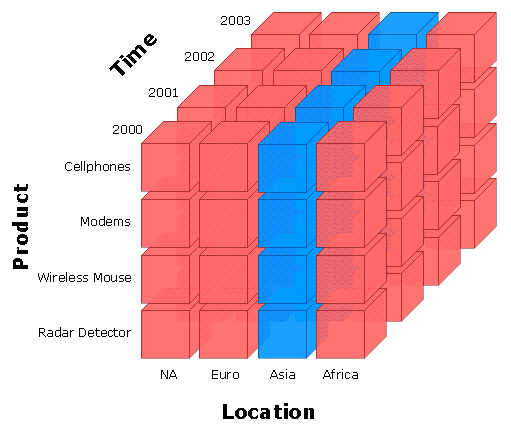 2003
Time
2002
2001
2000
Cellphones
Product
Modems
Wireless Mouse
Radar Detector
NA Euro Asia Africa
Location